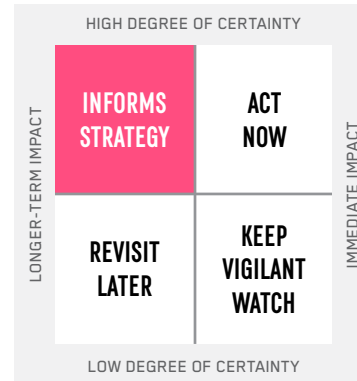 HIGH DEGREE OF CERTAINTY
LONGER-TERM IMPACT
INFORMS
STRATEGY
ACT
NOW
IMMEDIATE IMPACT
REVISIT
LATER
KEEP
VIGILANT
WATCH
LOW DEGREE OF CERTAINTY